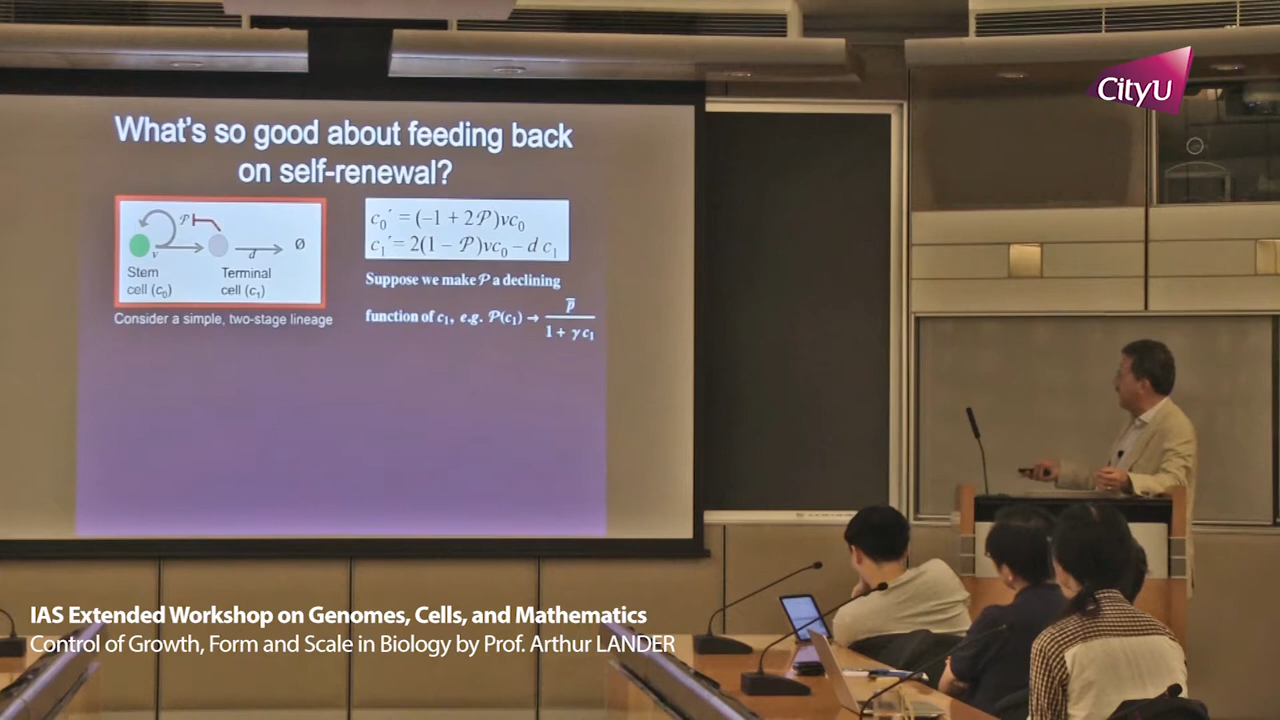 CityU
What's so good about feeding back
on self-renewal?
𝒫
v
d
Ø
Stem
cell (c₀)
Terminal
cell (c₁)
Consider a simple, two-stage lineage
c₀′ = (–1 + 2𝒫)vc₀
c₁′ = 2(1 – 𝒫)vc₀ – d c₁
Suppose we make 𝒫 a declining
function of c₁, e.g. 𝒫(c₁) → p̅ / (1 + γ c₁)
IAS Extended Workshop on Genomes, Cells, and Mathematics
Control of Growth, Form and Scale in Biology by Prof. Arthur LANDER